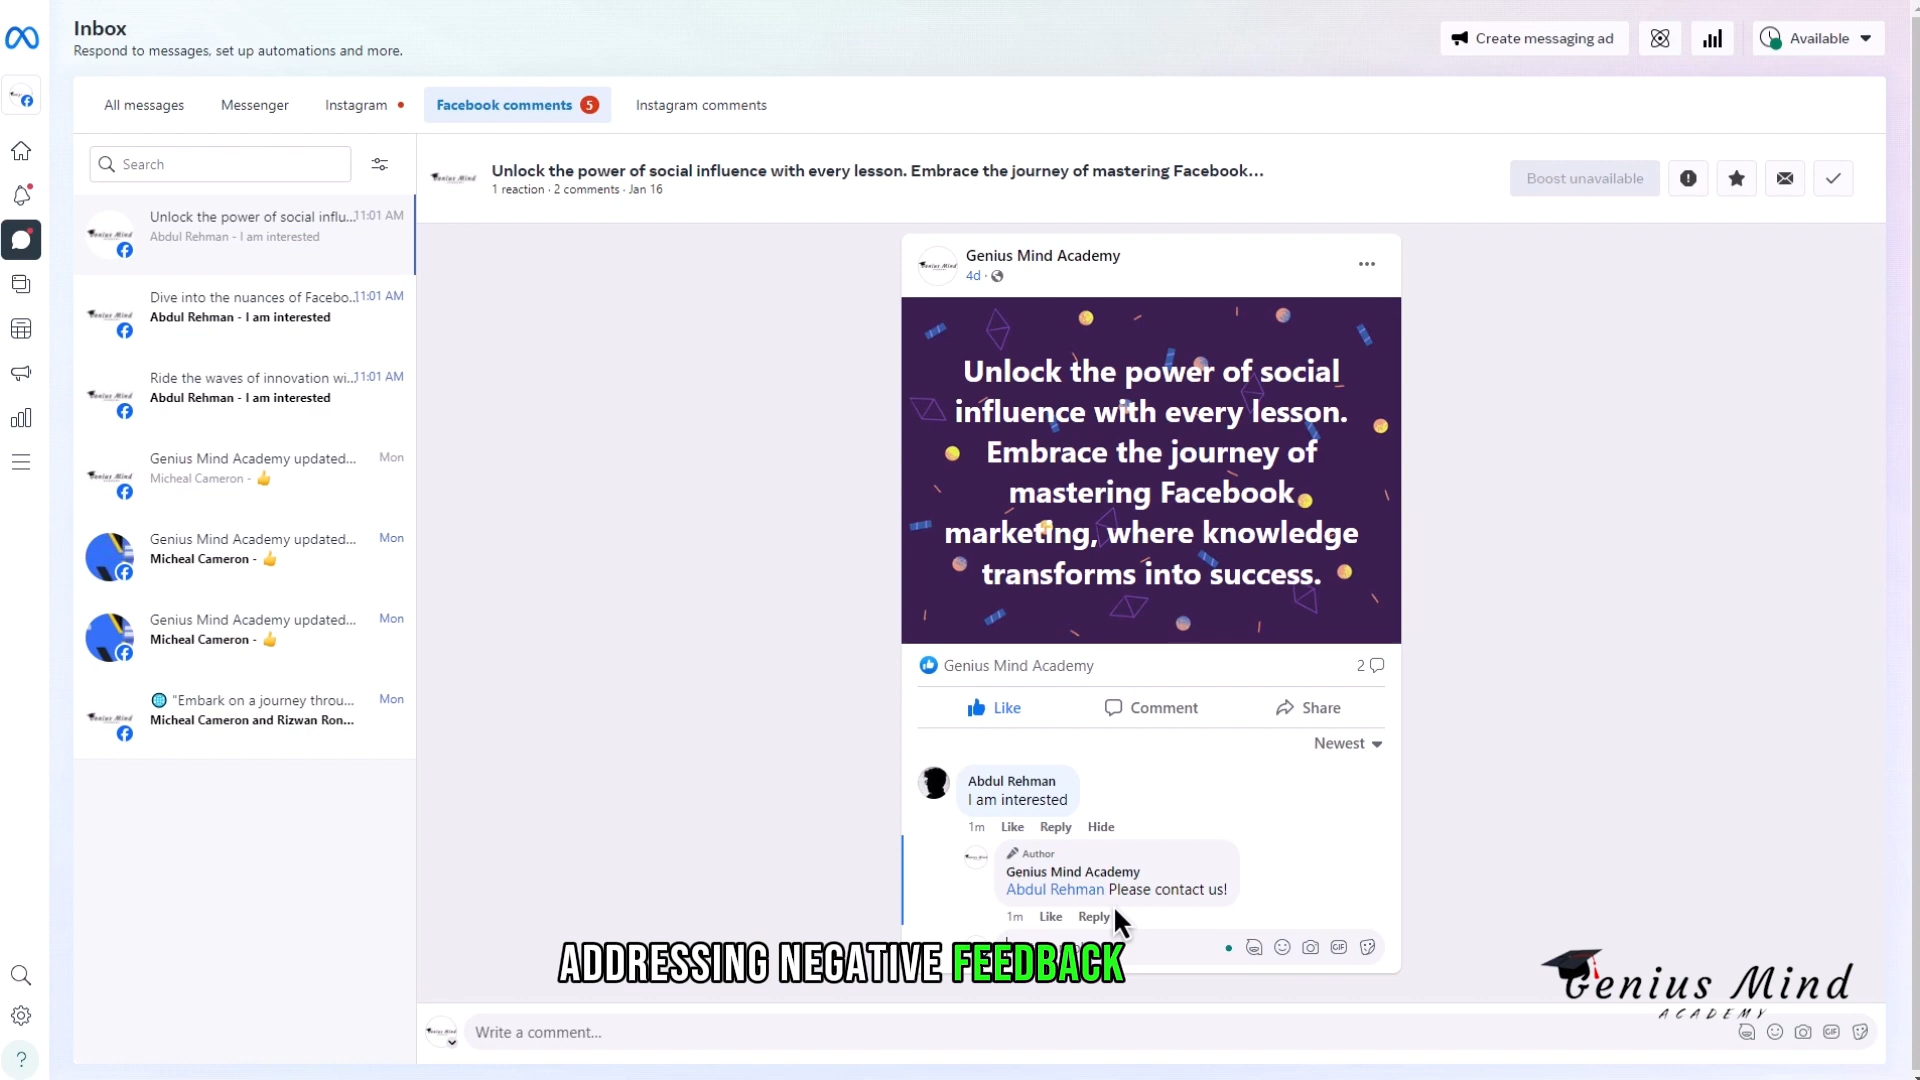 Inbox
Respond to messages, set up automations and more.
Create messaging ad
Available
All messages
Messenger
Instagram
Facebook comments 5
Instagram comments
Search
Unlock the power of social influ... 11:01 AM
Abdul Rehman - I am interested
Dive into the nuances of Facebo... 11:01 AM
Abdul Rehman - I am interested
Ride the waves of innovation wi... 11:01 AM
Abdul Rehman - I am interested
Genius Mind Academy updated... Mon
Micheal Cameron - 👍
Genius Mind Academy updated... Mon
Micheal Cameron - 👍
Genius Mind Academy updated... Mon
Micheal Cameron - 👍
🌐 "Embark on a journey throu... Mon
Micheal Cameron and Rizwan Ron...
Unlock the power of social influence with every lesson. Embrace the journey of mastering Facebook...
1 reaction · 2 comments · Jan 16
Boost unavailable
Genius Mind Academy
4d ·
Unlock the power of social
influence with every lesson.
Embrace the journey of
mastering Facebook
marketing, where knowledge
transforms into success.
Genius Mind Academy
2
Like
Comment
Share
Newest
Abdul Rehman
I am interested
1m Like Reply Hide
Author
Genius Mind Academy
Abdul Rehman Please contact us!
1m Like Reply
ADDRESSING NEGATIVE FEEDBACK
Genius Mind
ACADEMY
Write a comment...
GIF
GIF
?